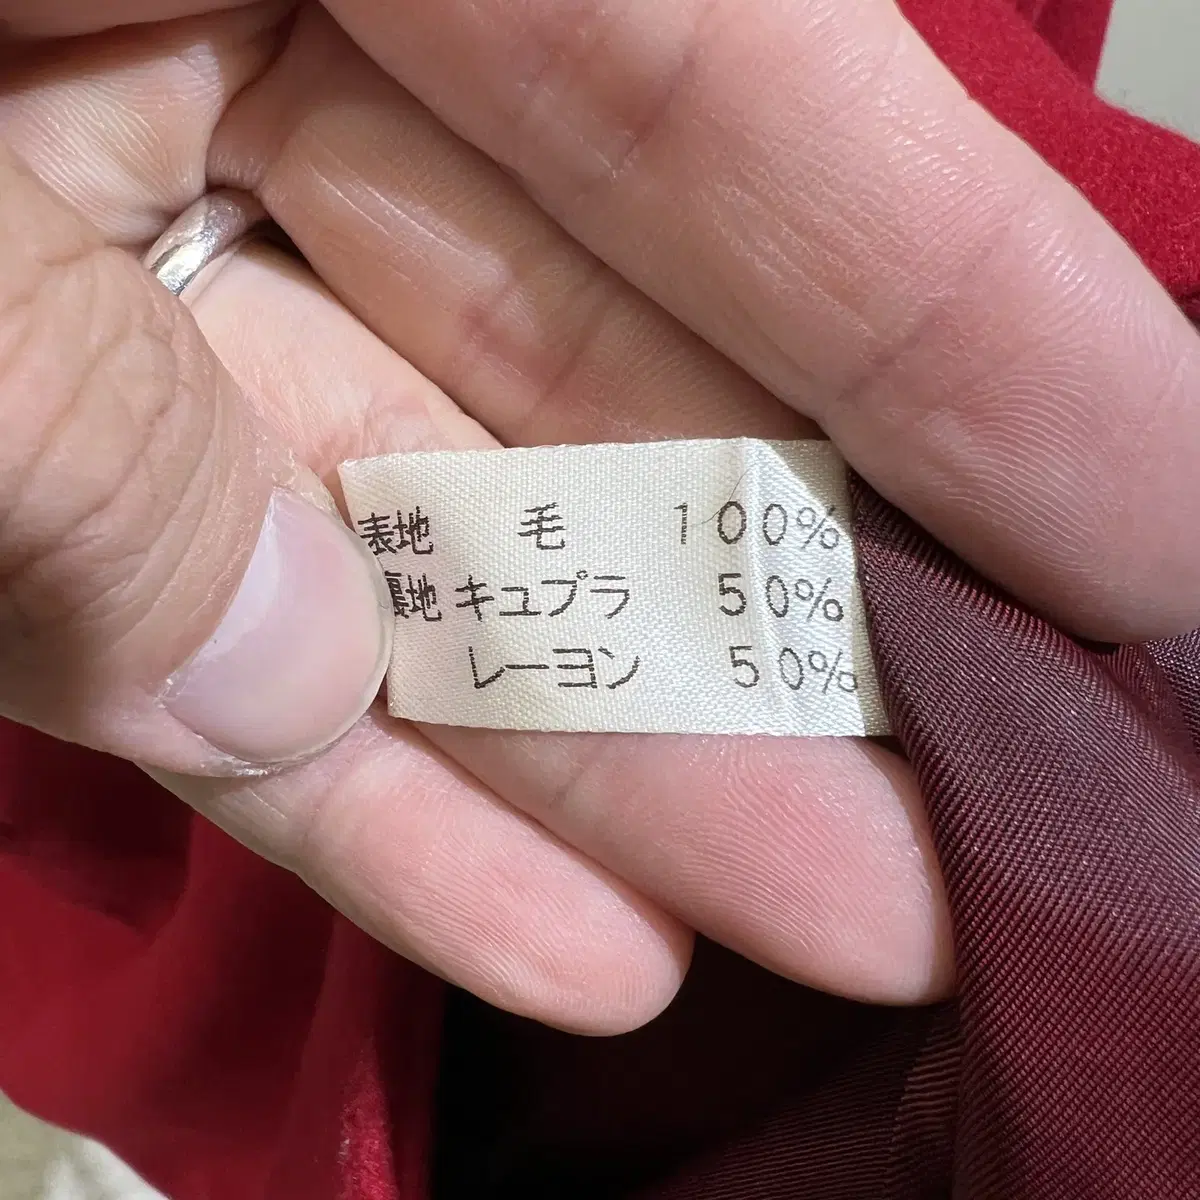 表地 毛 100%
裏地 キュプラ 50%
レーヨン 50%